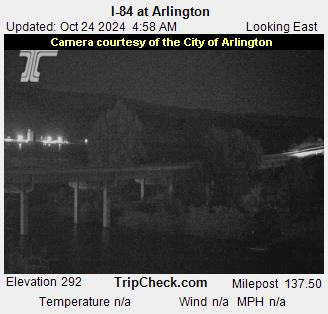 I-84 at Arlington
Updated: Oct 24 2024 4:58 AM Looking East
Camera courtesy of the City of Arlington
Elevation 292 TripCheck.com Milepost 137.50
Temperature n/a Wind n/a MPH n/a